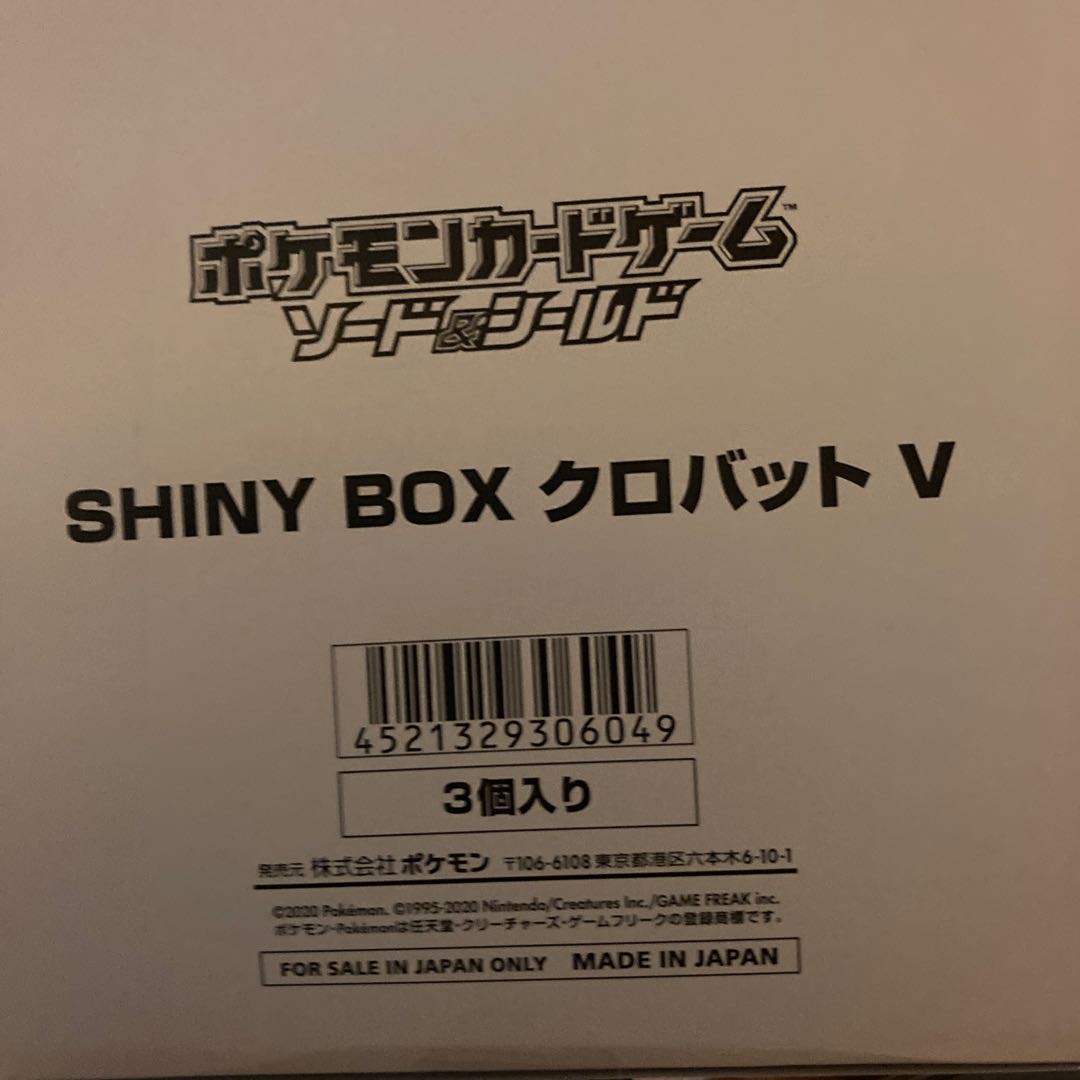 ポケモンカードゲーム™
ソード&シールド
SHINY BOX クロバット V
4521329306049
3個入り
発売元 株式会社 ポケモン 〒106-6108 東京都港区六本木6-10-1
©2020 Pokémon. ©1995-2020 Nintendo/Creatures Inc./GAME FREAK inc.
ポケモン・Pokémonは任天堂・クリーチャーズ・ゲームフリークの登録商標です。
FOR SALE IN JAPAN ONLY MADE IN JAPAN